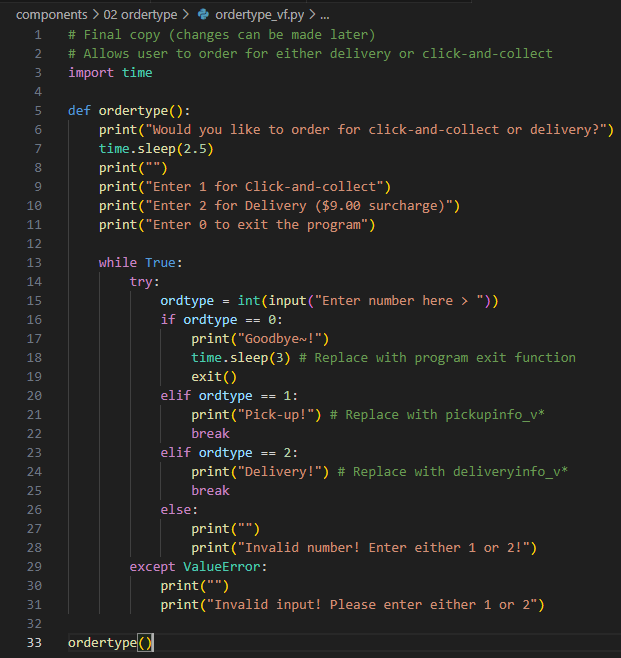 components > 02 ordertype > ordertype_vf.py > ...
1 # Final copy (changes can be made later)
2 # Allows user to order for either delivery or click-and-collect
3 import time
4
5 def ordertype():
6     print("Would you like to order for click-and-collect or delivery?")
7     time.sleep(2.5)
8     print("")
9     print("Enter 1 for Click-and-collect")
10     print("Enter 2 for Delivery ($9.00 surcharge)")
11     print("Enter 0 to exit the program")
12
13     while True:
14         try:
15             ordtype = int(input("Enter number here > "))
16             if ordtype == 0:
17                 print("Goodbye~!")
18                 time.sleep(3) # Replace with program exit function
19                 exit()
20             elif ordtype == 1:
21                 print("Pick-up!") # Replace with pickupinfo_v*
22                 break
23             elif ordtype == 2:
24                 print("Delivery!") # Replace with deliveryinfo_v*
25                 break
26             else:
27                 print("")
28                 print("Invalid number! Enter either 1 or 2!")
29         except ValueError:
30             print("")
31             print("Invalid input! Please enter either 1 or 2")
32
33 ordertype()